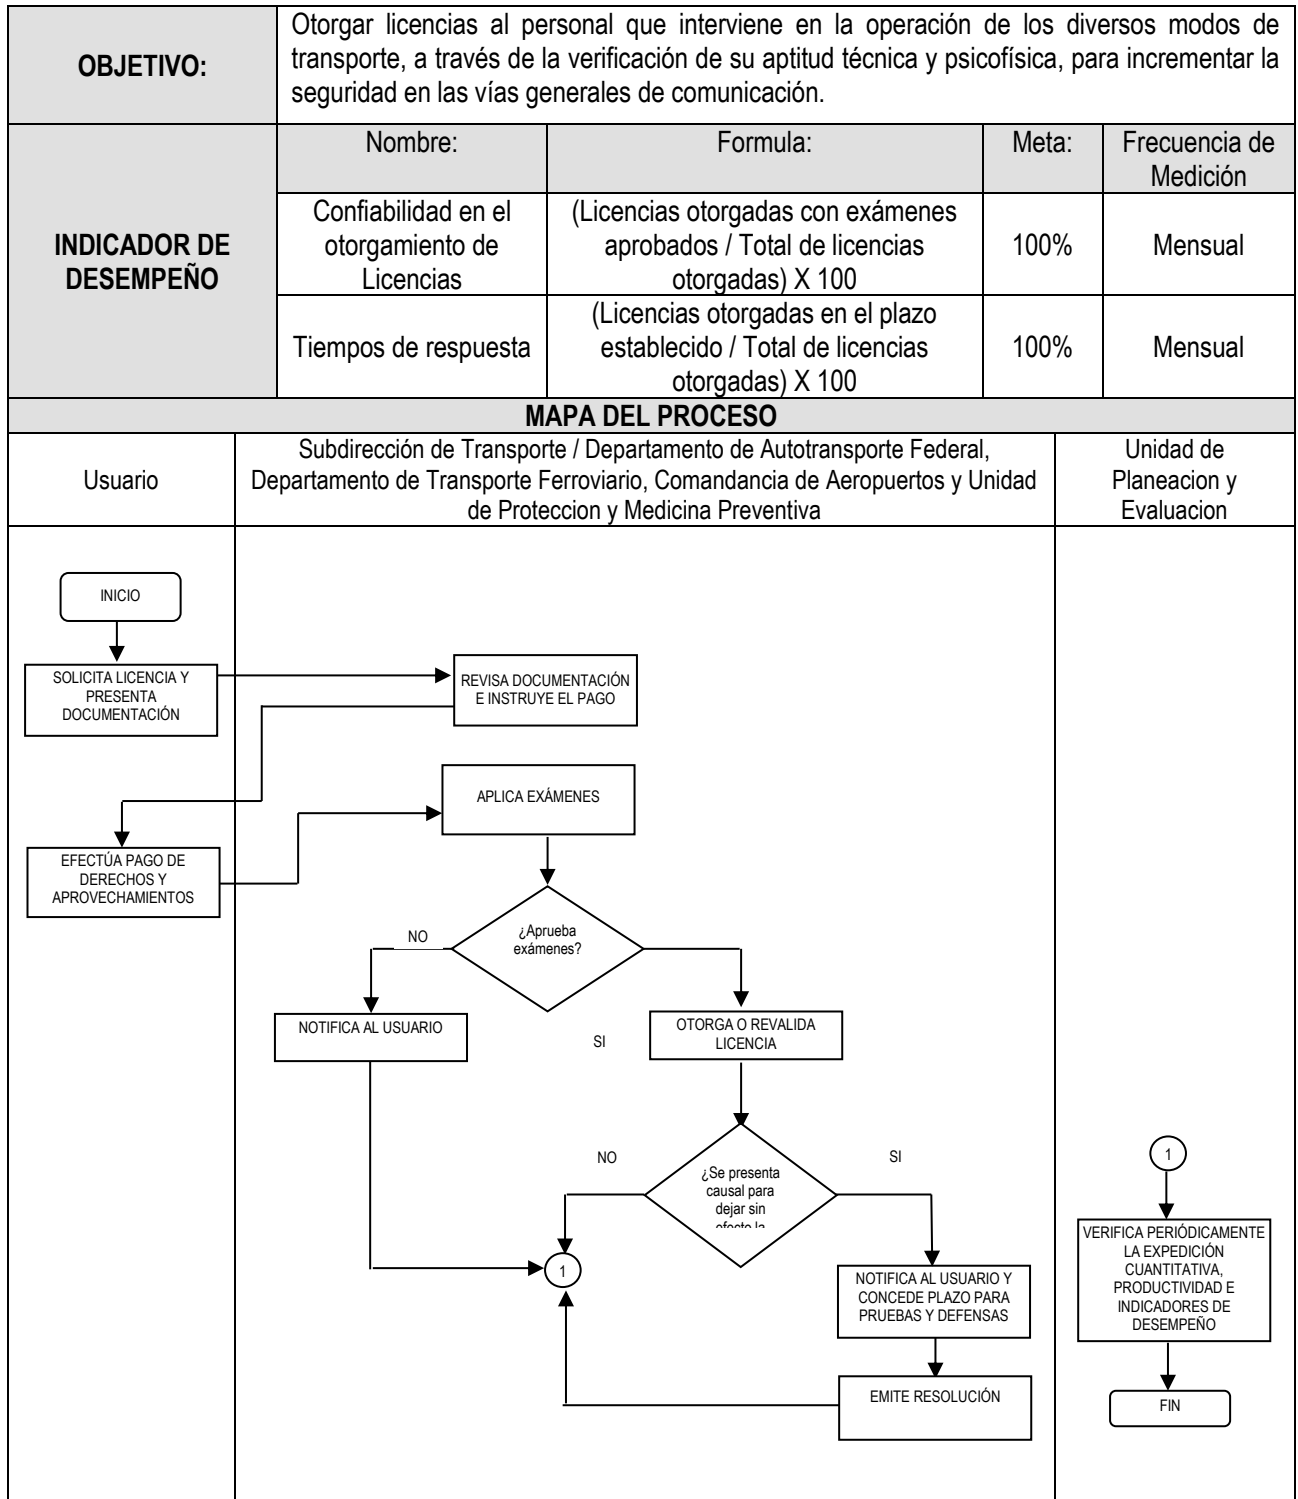 OBJETIVO:
Otorgar licencias al personal que interviene en la operación de los diversos modos de
transporte, a través de la verificación de su aptitud técnica y psicofísica, para incrementar la
seguridad en las vías generales de comunicación.
INDICADOR DE
DESEMPEÑO
Nombre:
Formula:
Meta:
Frecuencia de
Medición
Confiabilidad en el
otorgamiento de
Licencias
(Licencias otorgadas con exámenes
aprobados / Total de licencias
otorgadas) X 100
100%
Mensual
Tiempos de respuesta
(Licencias otorgadas en el plazo
establecido / Total de licencias
otorgadas) X 100
100%
Mensual
MAPA DEL PROCESO
Usuario
Subdirección de Transporte / Departamento de Autotransporte Federal,
Departamento de Transporte Ferroviario, Comandancia de Aeropuertos y Unidad
de Proteccion y Medicina Preventiva
Unidad de
Planeacion y
Evaluacion
INICIO
SOLICITA LICENCIA Y
PRESENTA
DOCUMENTACIÓN
REVISA DOCUMENTACIÓN
E INSTRUYE EL PAGO
EFECTÚA PAGO DE
DERECHOS Y
APROVECHAMIENTOS
APLICA EXÁMENES
¿Aprueba
exámenes?
NO
NOTIFICA AL USUARIO
SI
OTORGA O REVALIDA
LICENCIA
¿Se presenta
causal para
dejar sin
efecto la
NO
SI
1
NOTIFICA AL USUARIO Y
CONCEDE PLAZO PARA
PRUEBAS Y DEFENSAS
EMITE RESOLUCIÓN
1
VERIFICA PERIÓDICAMENTE
LA EXPEDICIÓN
CUANTITATIVA,
PRODUCTIVIDAD E
INDICADORES DE
DESEMPEÑO
FIN